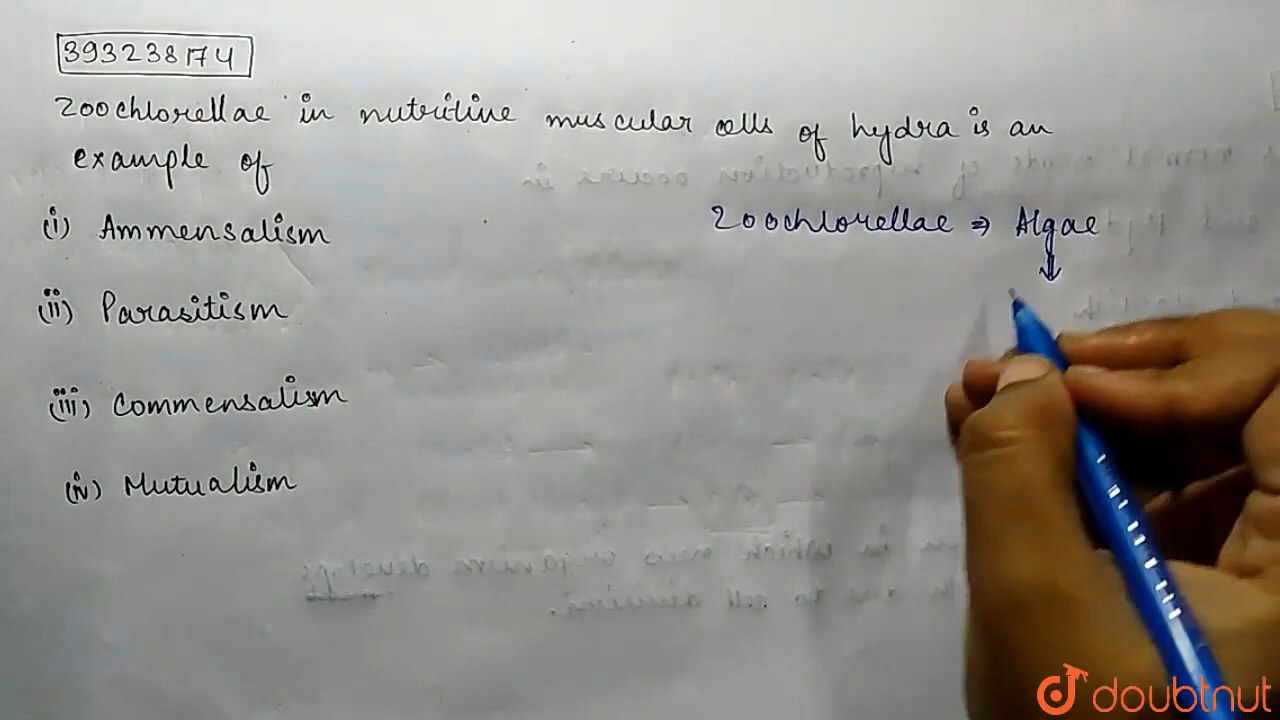 393238174
Zoochlorellae in nutritive muscular cells of hydra is an
example of
(i) Ammensalism
Zoochlorellae ⇒ Algae
(ii) Parasitism
(iii) Commensalism
(iv) Mutualism
doubtnut